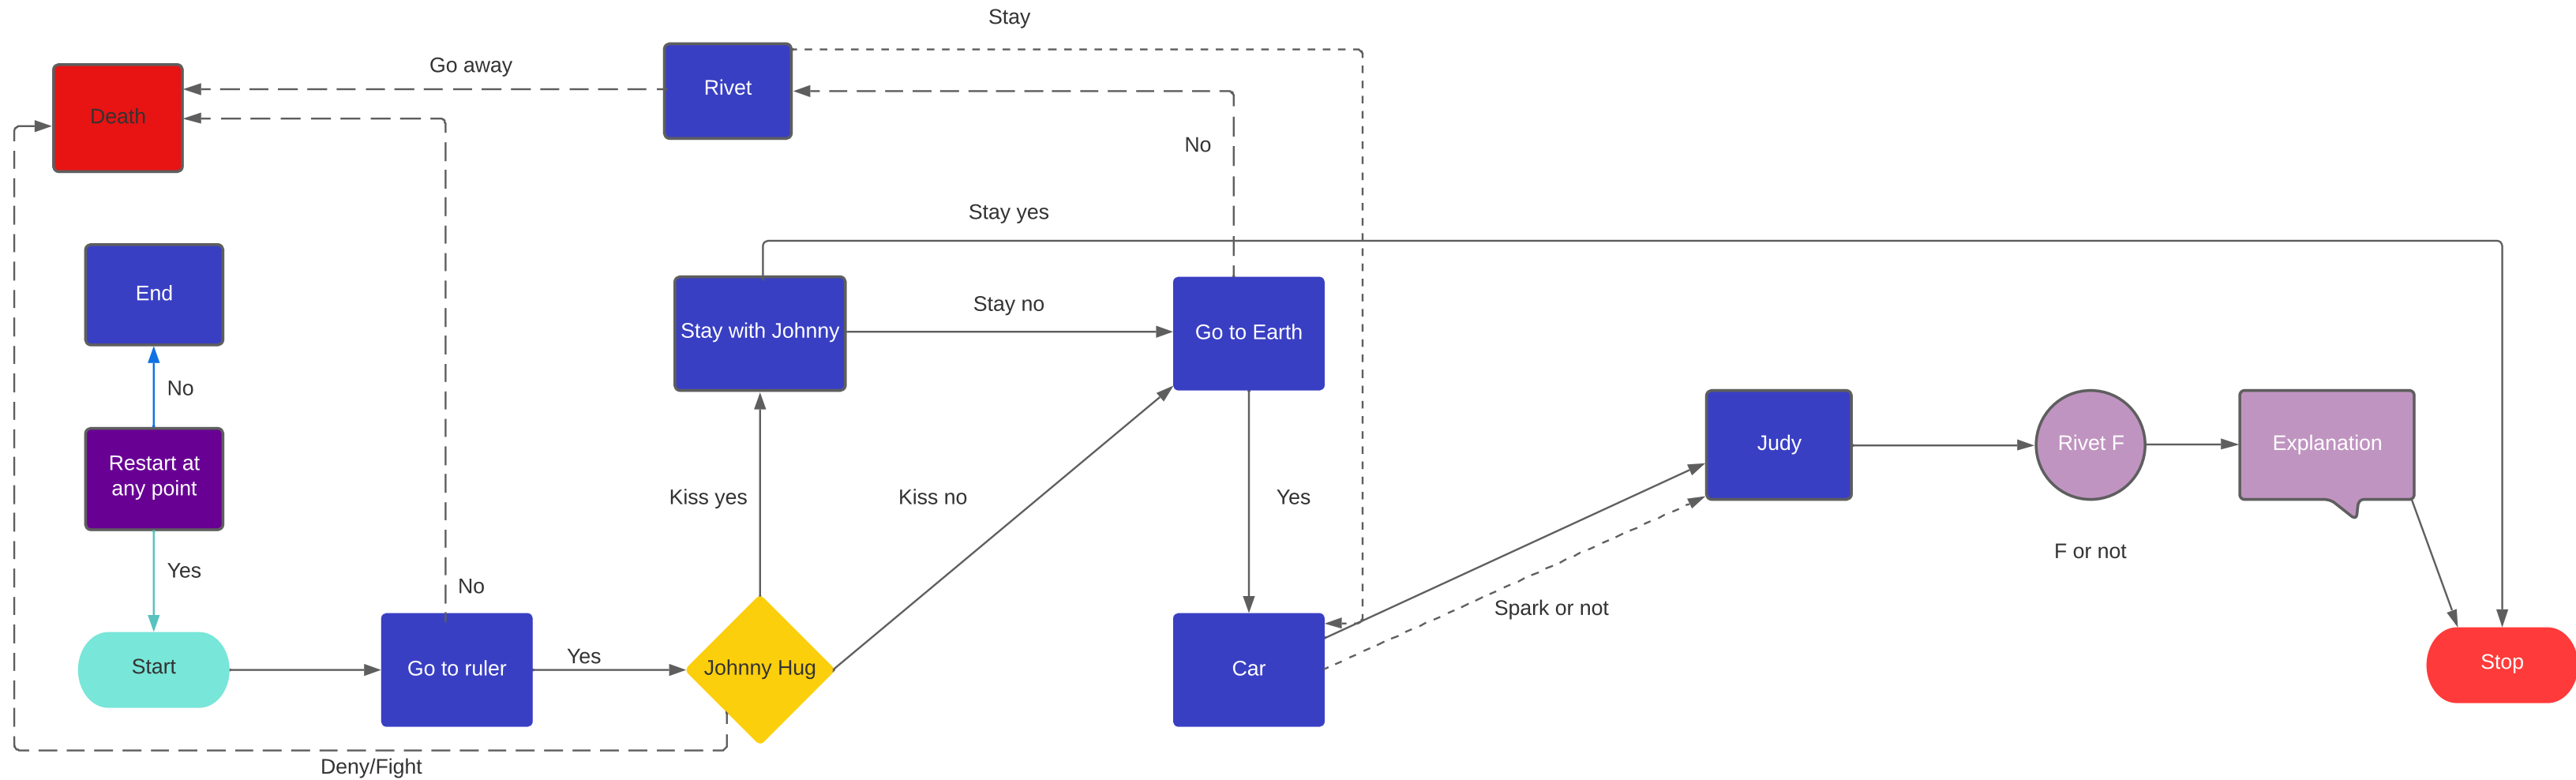 Stay
Go away
Rivet
Death
No
Stay yes
End
Stay no
Stay with Johnny
Go to Earth
No
Restart at
any point
Kiss yes
Kiss no
Yes
Judy
Rivet F
Explanation
F or not
Yes
No
Spark or not
Start
Go to ruler
Yes
Johnny Hug
Car
Stop
Deny/Fight